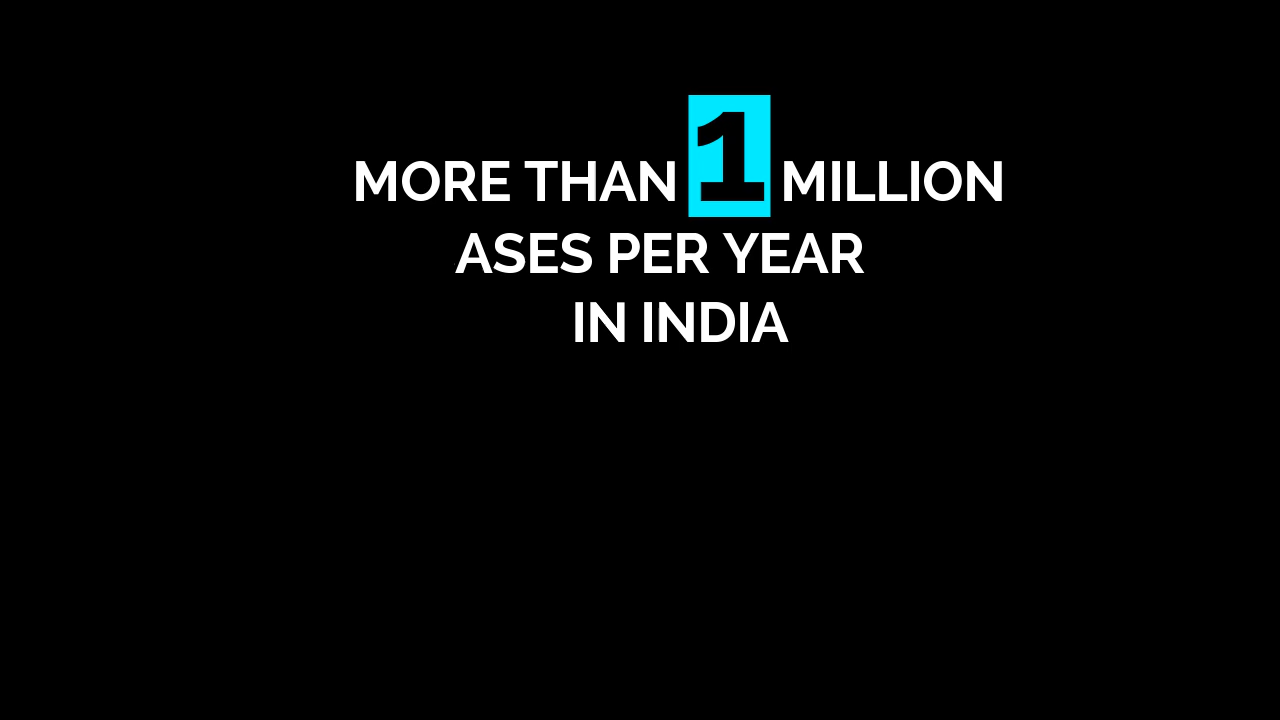 MORE THAN 1 MILLION
ASES PER YEAR
IN INDIA